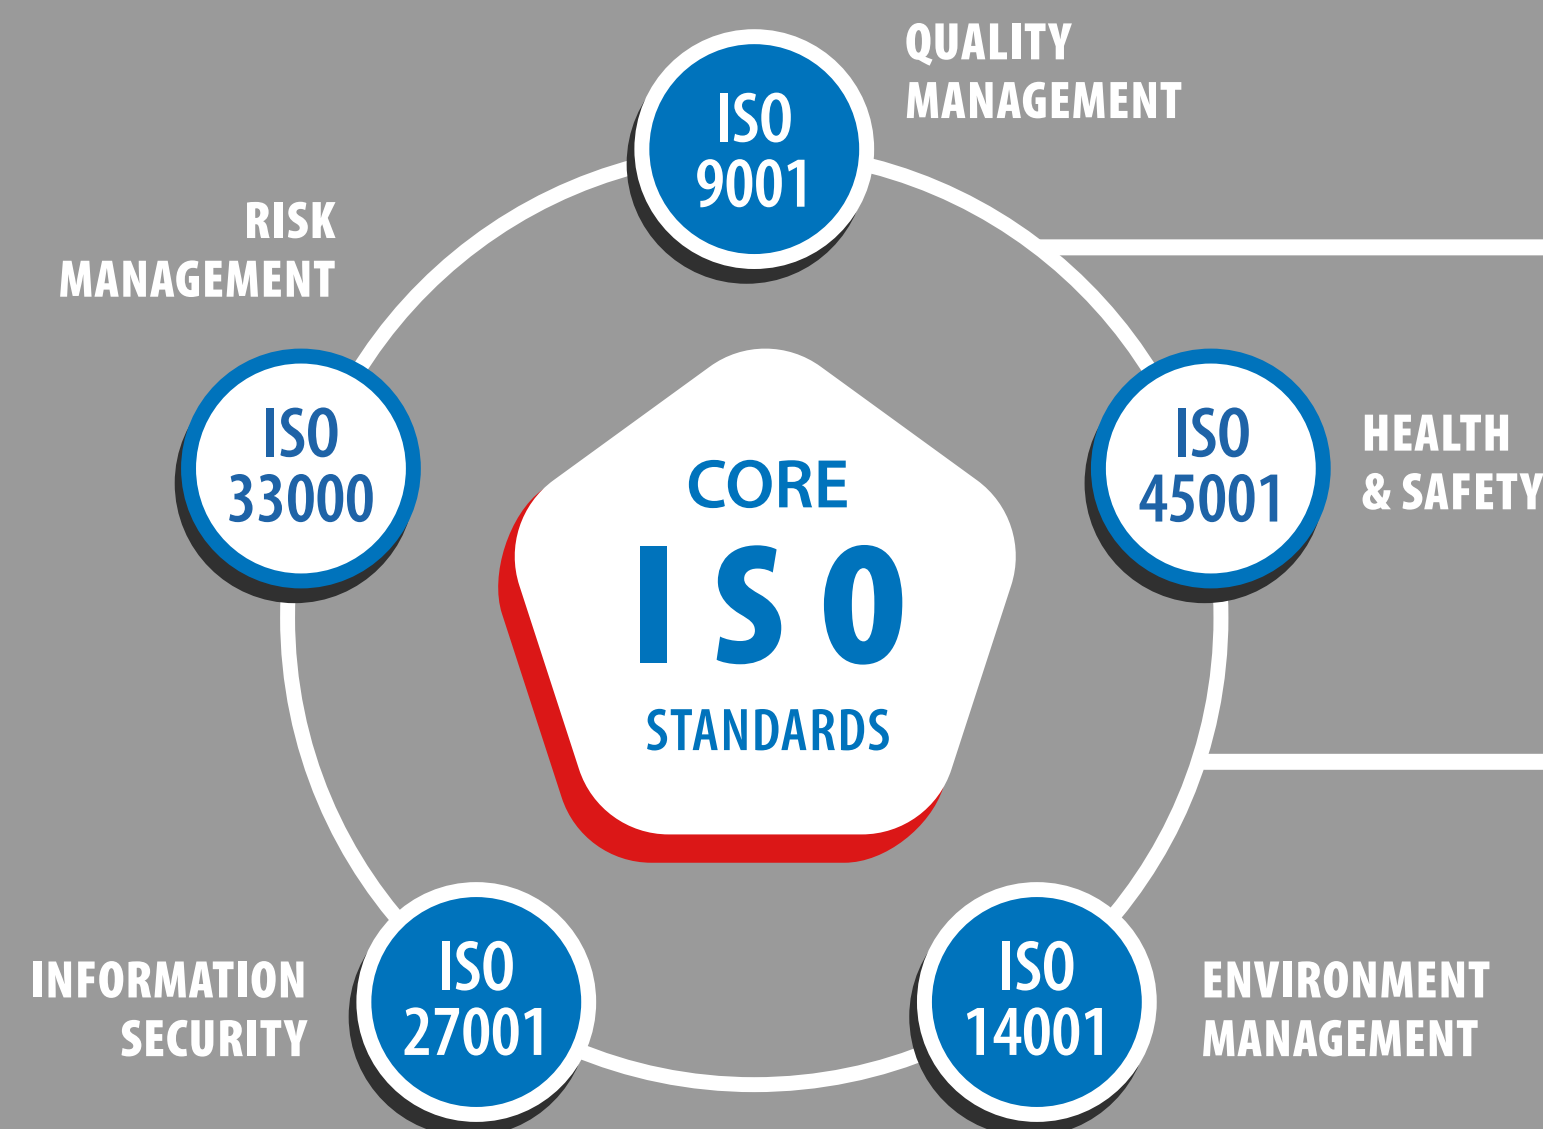 QUALITY
MANAGEMENT
ISO
9001
RISK
MANAGEMENT
ISO
33000
CORE
ISO
STANDARDS
ISO
45001
HEALTH
& SAFETY
INFORMATION
SECURITY
ISO
27001
ISO
14001
ENVIRONMENT
MANAGEMENT